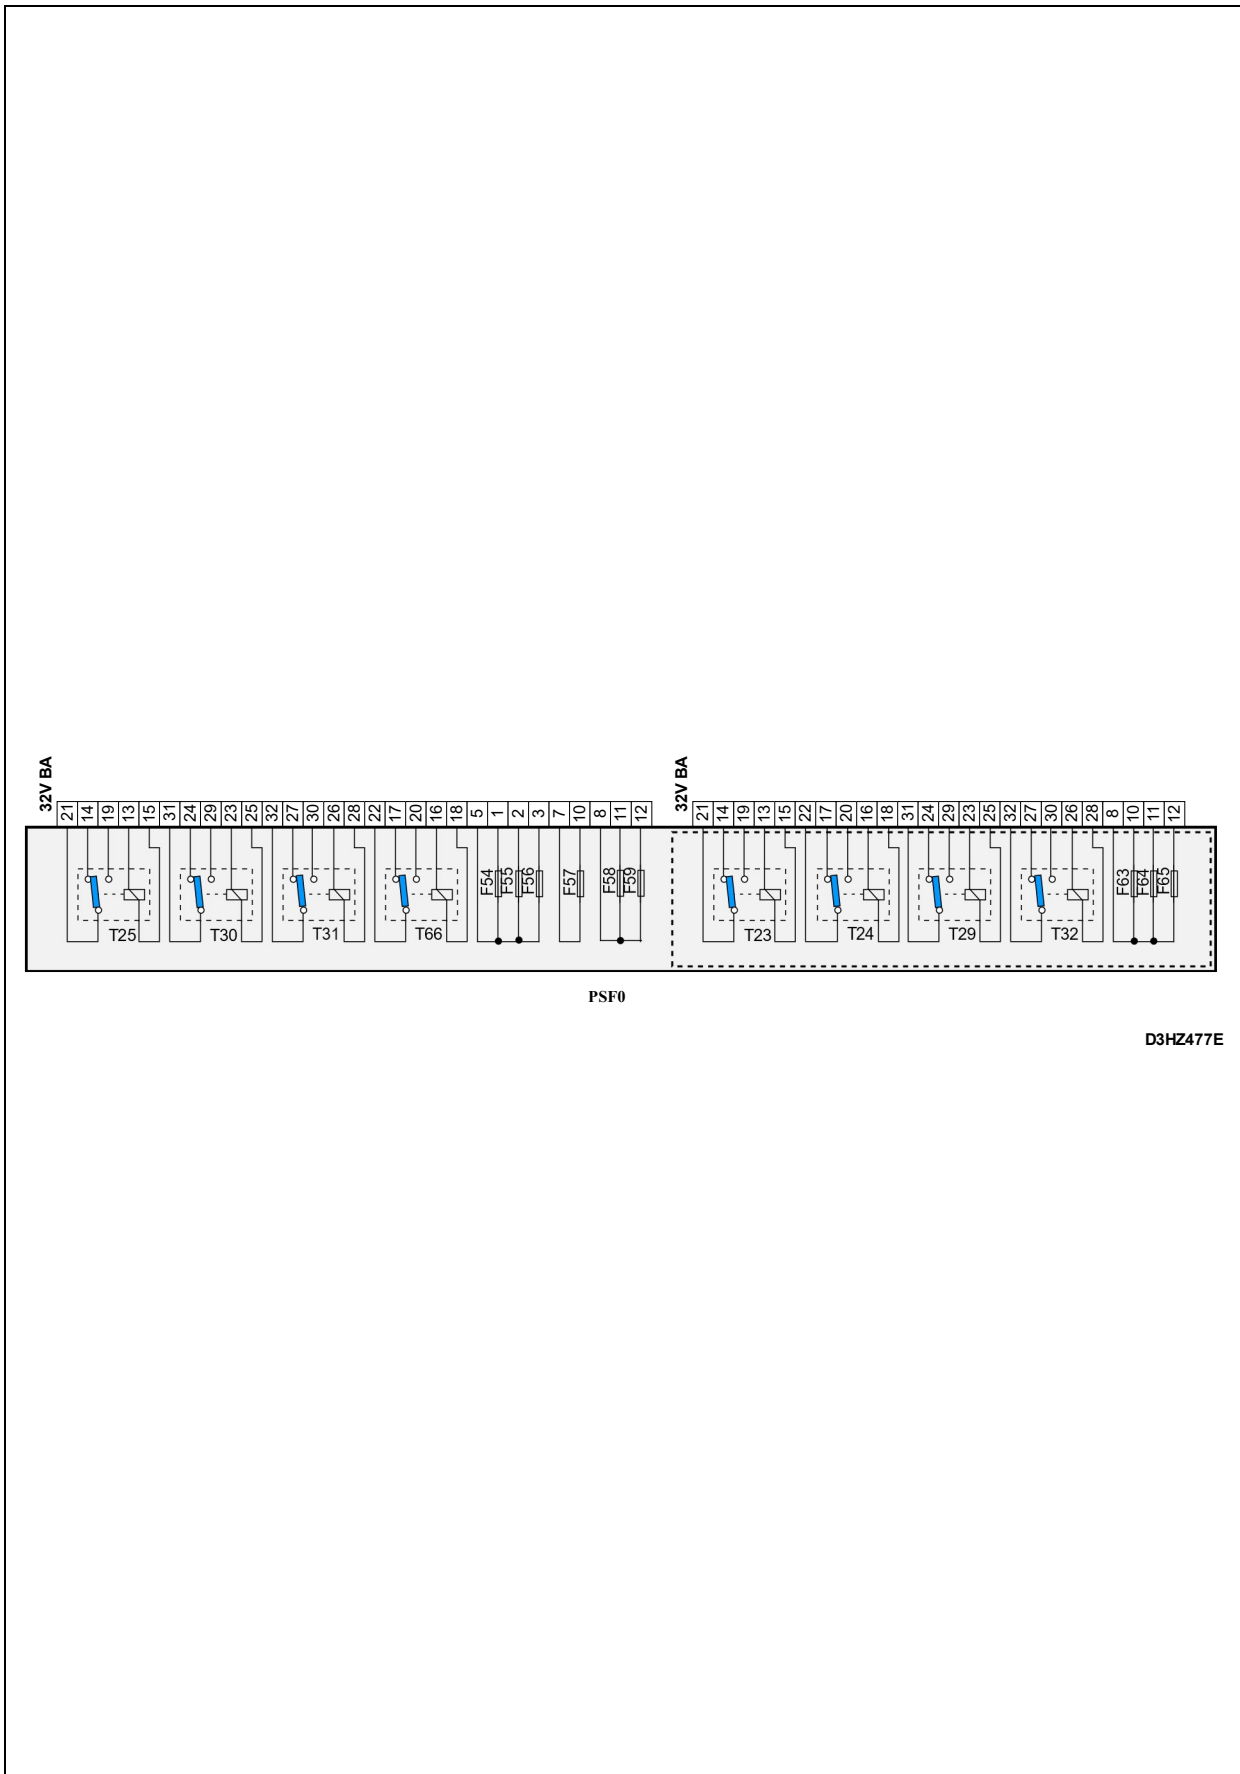 32V BA
21 14 19 13 15 31 24 29 23 25 32 27 30 26 28 22 17 20 16 18 5 1 2 3 7 10 8 11 12
32V BA
21 14 19 13 15 22 17 20 16 18 31 24 29 23 25 32 27 30 26 28 8 10 11 12
F54 F55 F56 F57 F58 F59
F63 F64 F65
T25 T30 T31 T66
T23 T24 T29 T32
PSF0
D3HZ477E